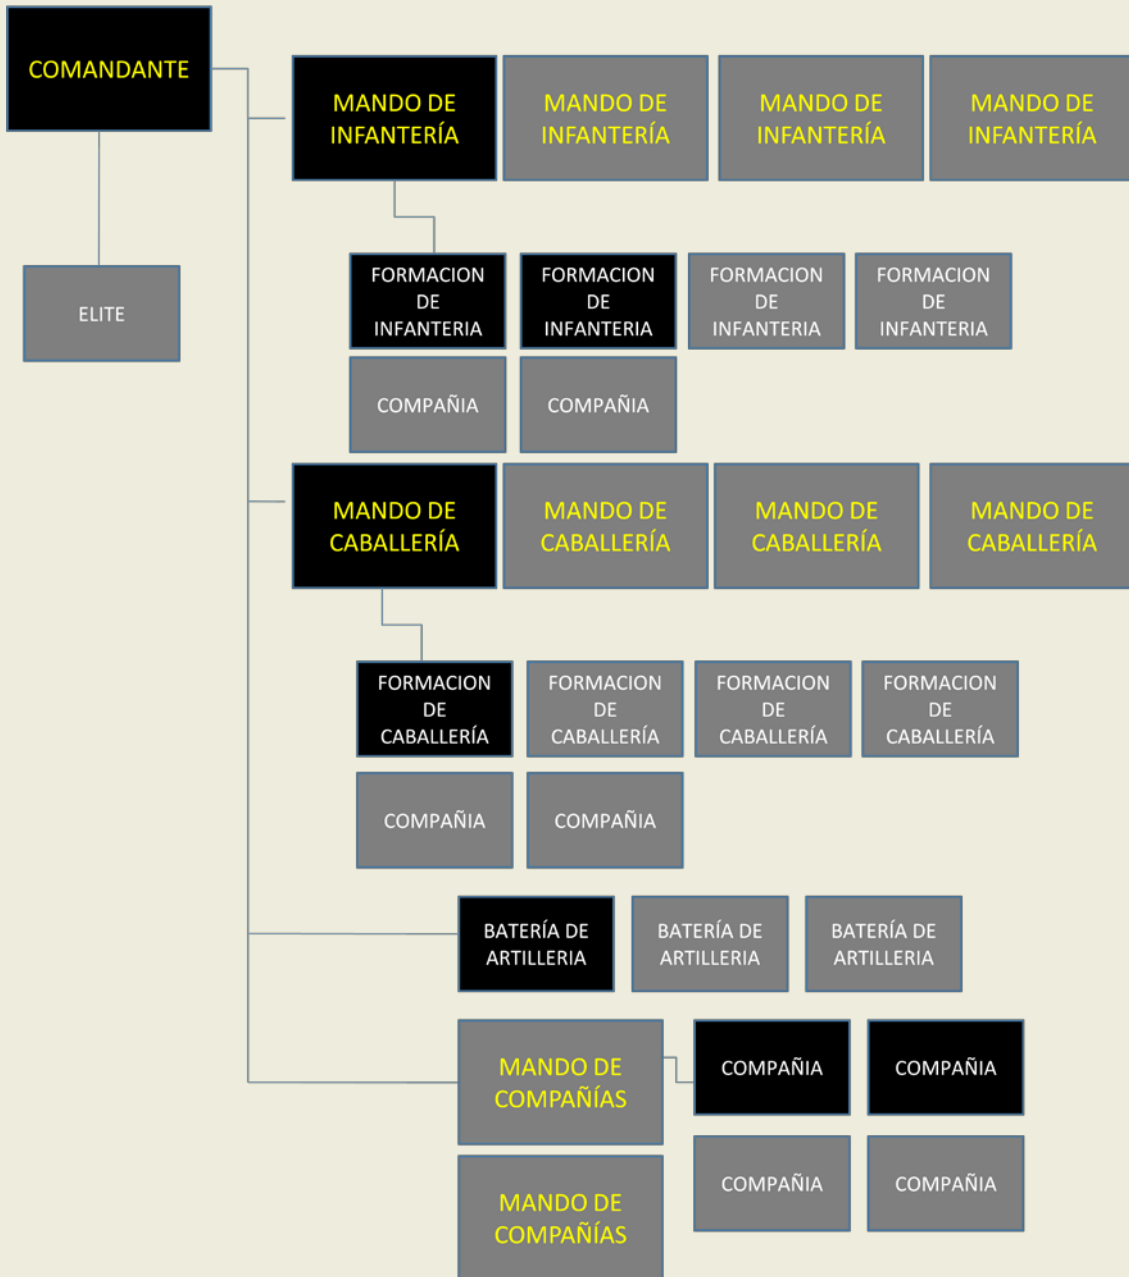 COMANDANTE
ELITE
MANDO DE
INFANTERÍA
MANDO DE
INFANTERÍA
MANDO DE
INFANTERÍA
MANDO DE
INFANTERÍA
FORMACION
DE
INFANTERIA
FORMACION
DE
INFANTERIA
FORMACION
DE
INFANTERIA
FORMACION
DE
INFANTERIA
COMPAÑIA
COMPAÑIA
MANDO DE
CABALLERÍA
MANDO DE
CABALLERÍA
MANDO DE
CABALLERÍA
MANDO DE
CABALLERÍA
FORMACION
DE
CABALLERÍA
FORMACION
DE
CABALLERÍA
FORMACION
DE
CABALLERÍA
FORMACION
DE
CABALLERÍA
COMPAÑIA
COMPAÑIA
BATERÍA DE
ARTILLERIA
BATERÍA DE
ARTILLERIA
BATERÍA DE
ARTILLERIA
MANDO DE
COMPAÑÍAS
COMPAÑIA
COMPAÑIA
COMPAÑIA
COMPAÑIA
MANDO DE
COMPAÑÍAS